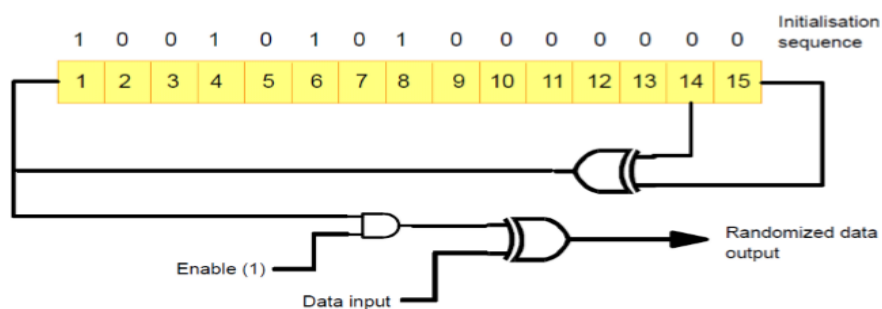 1 0 0 1 0 1 0 1 0 0 0 0 0 0 0
Initialisation
sequence
1 2 3 4 5 6 7 8 9 10 11 12 13 14 15
Randomized data
output
Enable (1)
Data input